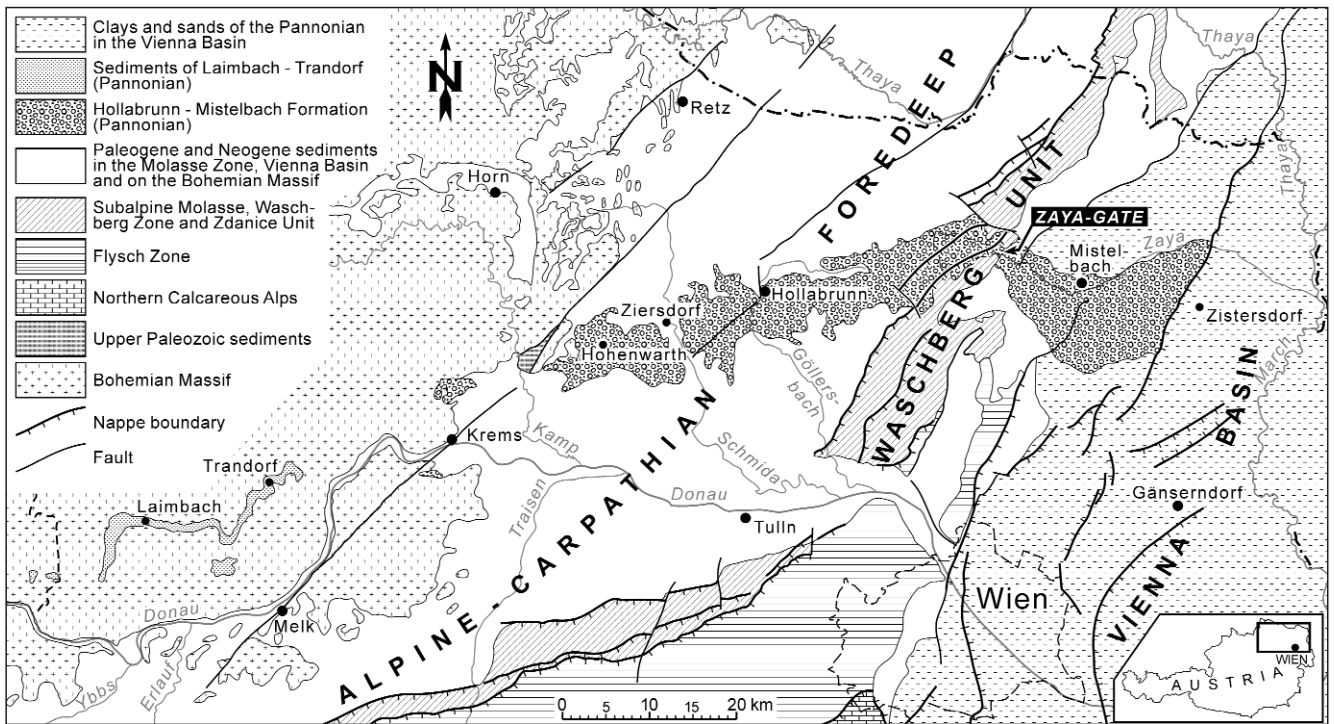 Clays and sands of the Pannonian
in the Vienna Basin
Sediments of Laimbach - Trandorf
(Pannonian)
Hollabrunn - Mistelbach Formation
(Pannonian)
Paleogene and Neogene sediments
in the Molasse Zone, Vienna Basin
and on the Bohemian Massif
Subalpine Molasse, Wasch-
berg Zone and Zdanice Unit
Flysch Zone
Northern Calcareous Alps
Upper Paleozoic sediments
Bohemian Massif
Nappe boundary
Fault
N
Thaya
Retz
Horn
Thaya
Thaya
ALPINE - CARPATHIAN FOREDEEP
WASCHBERG UNIT
ZAYA-GATE
Zaya
Mistel-
bach
Zistersdorf
Hollabrunn
Ziersdorf
Hohenwarth
Göllers-
bach
March
Krems
Kamp
Schmida
Traisen
Donau
Tulln
Trandorf
Laimbach
Donau
Melk
Ybbs
Erlauf
Gänserndorf
VIENNA BASIN
Wien
0 5 10 15 20 km
WIEN
AUSTRIA